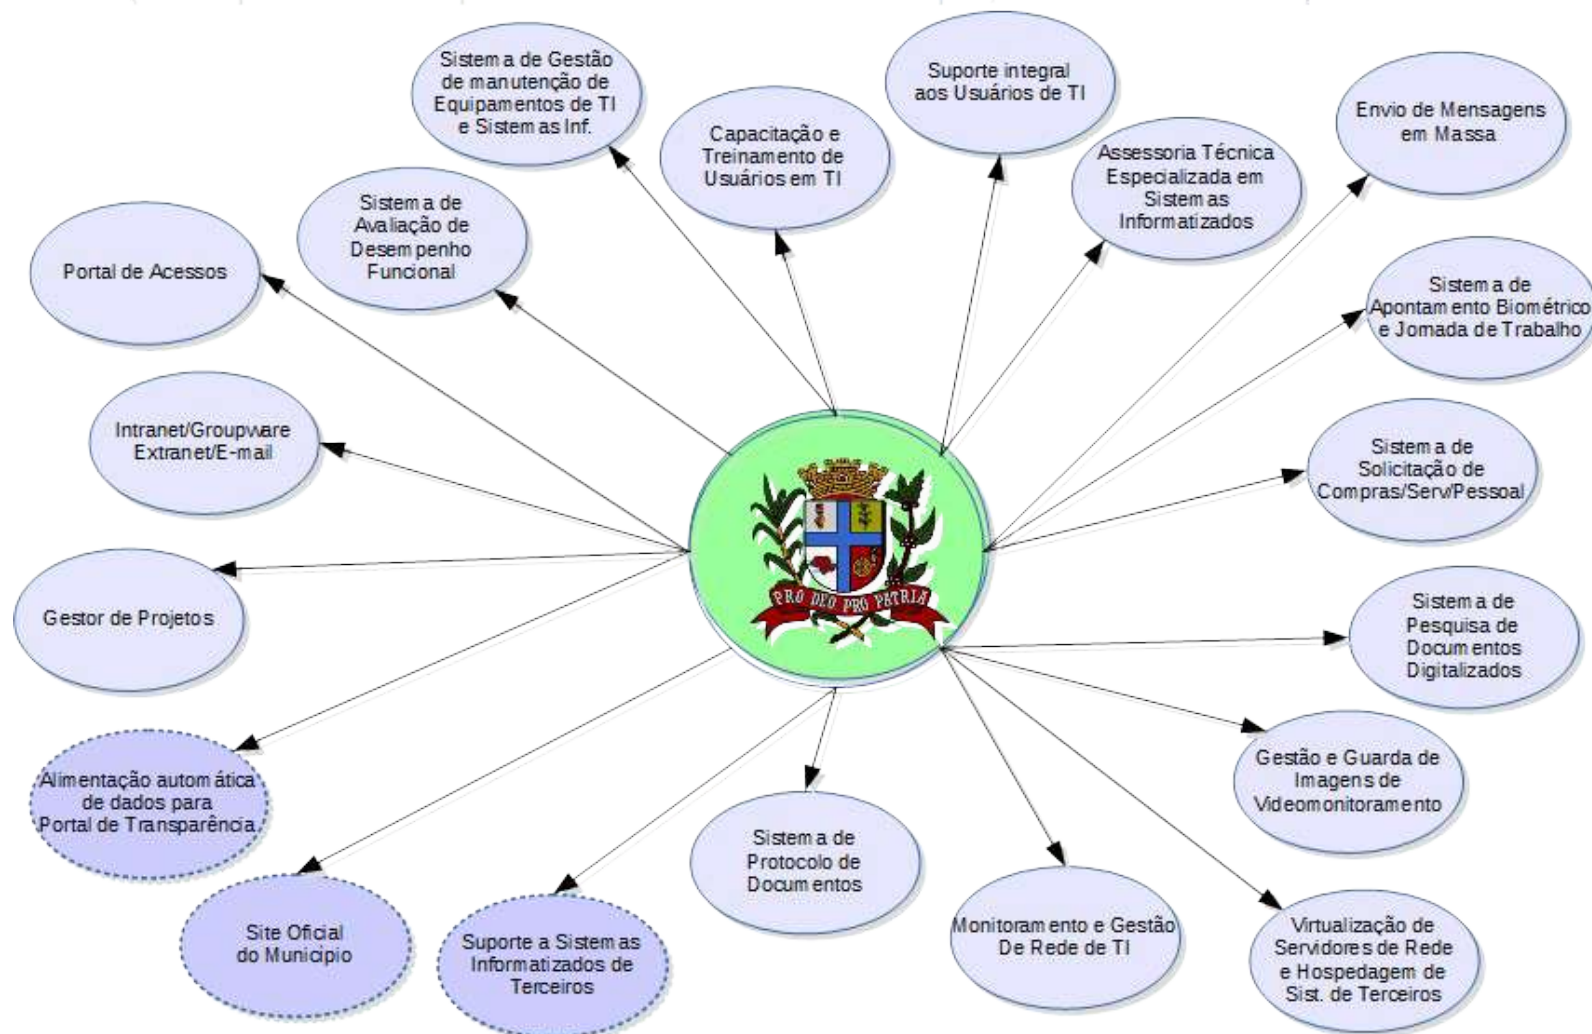 Sistema de Gestão
de manutenção de
Equipamentos de TI
e Sistemas Inf.
Capacitação e
Treinamento de
Usuários em TI
Suporte integral
aos Usuários de TI
Assessoria Técnica
Especializada em
Sistemas
Informatizados
Envio de Mensagens
em Massa
Sistema de
Avaliação de
Desempenho
Funcional
Portal de Acessos
Sistema de
Apontamento Biométrico
e Jornada de Trabalho
Intranet/Groupware
Extranet/E-mail
Sistema de
Solicitação de
Compras/Serv/Pessoal
PRO DEO PRO PATRIA
Gestor de Projetos
Sistema de
Pesquisa de
Documentos
Digitalizados
Alimentação automática
de dados para
Portal de Transparência
Gestão e Guarda de
Imagens de
Videomonitoramento
Site Oficial
do Município
Suporte a Sistemas
Informatizados de
Terceiros
Sistema de
Protocolo de
Documentos
Monitoramento e Gestão
De Rede de TI
Virtualização de
Servidores de Rede
e Hospedagem de
Sist. de Terceiros